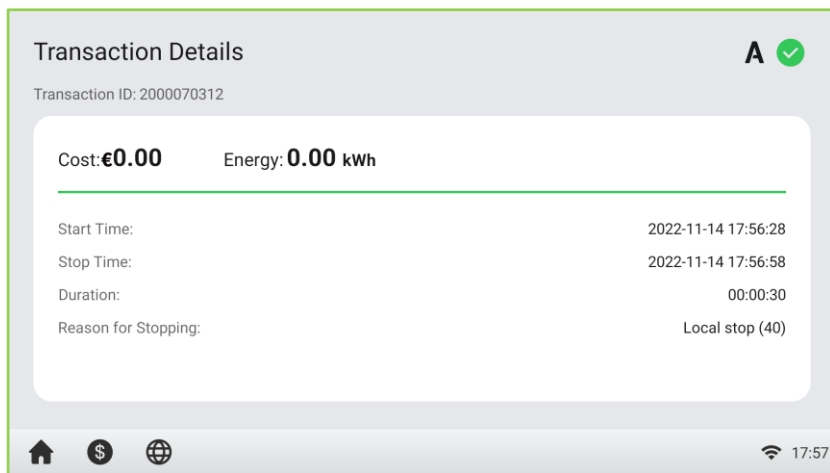 Transaction Details A
Transaction ID: 2000070312
Cost:€0.00 Energy: 0.00 kWh
Start Time: 2022-11-14 17:56:28
Stop Time: 2022-11-14 17:56:58
Duration: 00:00:30
Reason for Stopping: Local stop (40)
$ 17:57